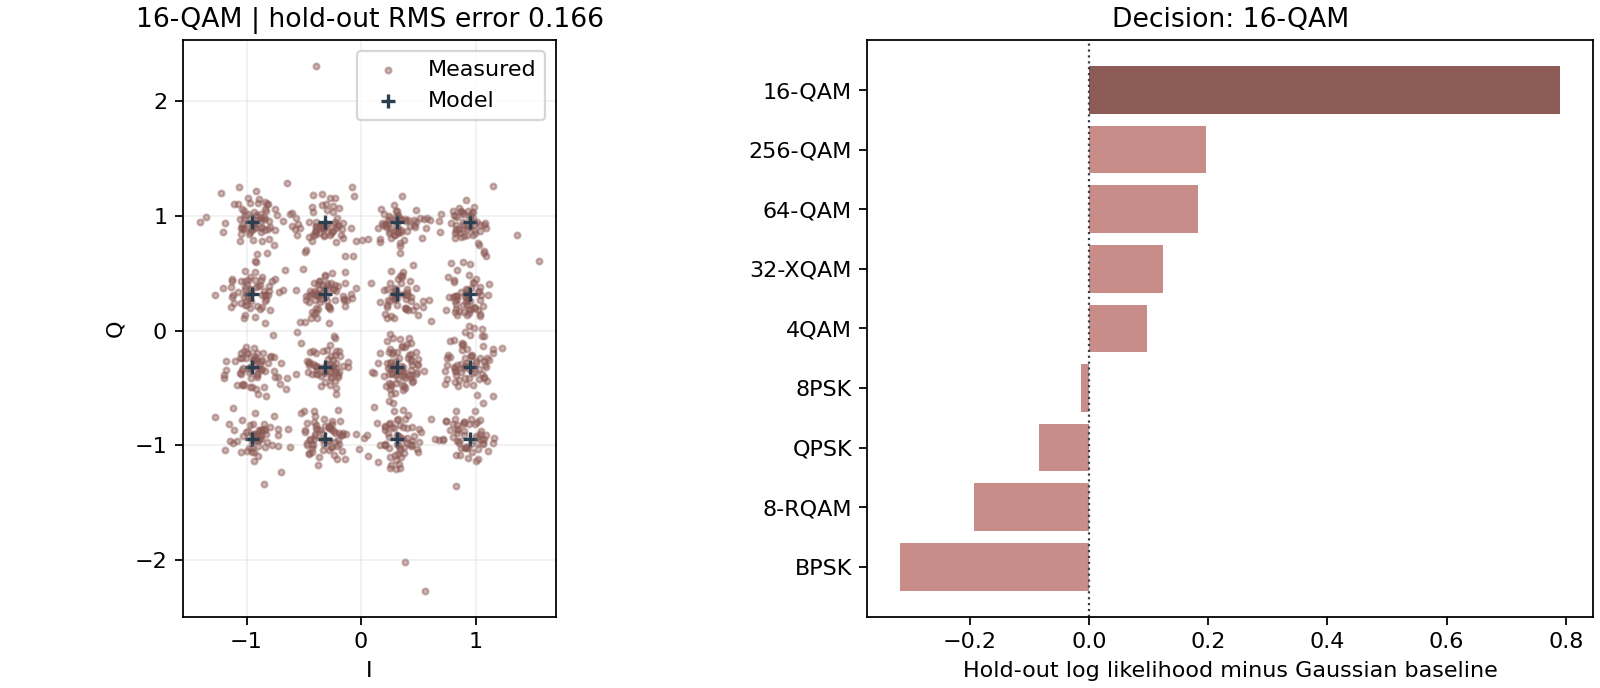 16-QAM | hold-out RMS error 0.166
Measured
Model
2
1
0
−1
−2
Q
−1
0
1
I
Decision: 16-QAM
16-QAM
256-QAM
64-QAM
32-XQAM
4QAM
8PSK
QPSK
8-RQAM
BPSK
−0.2
0.0
0.2
0.4
0.6
0.8
Hold-out log likelihood minus Gaussian baseline